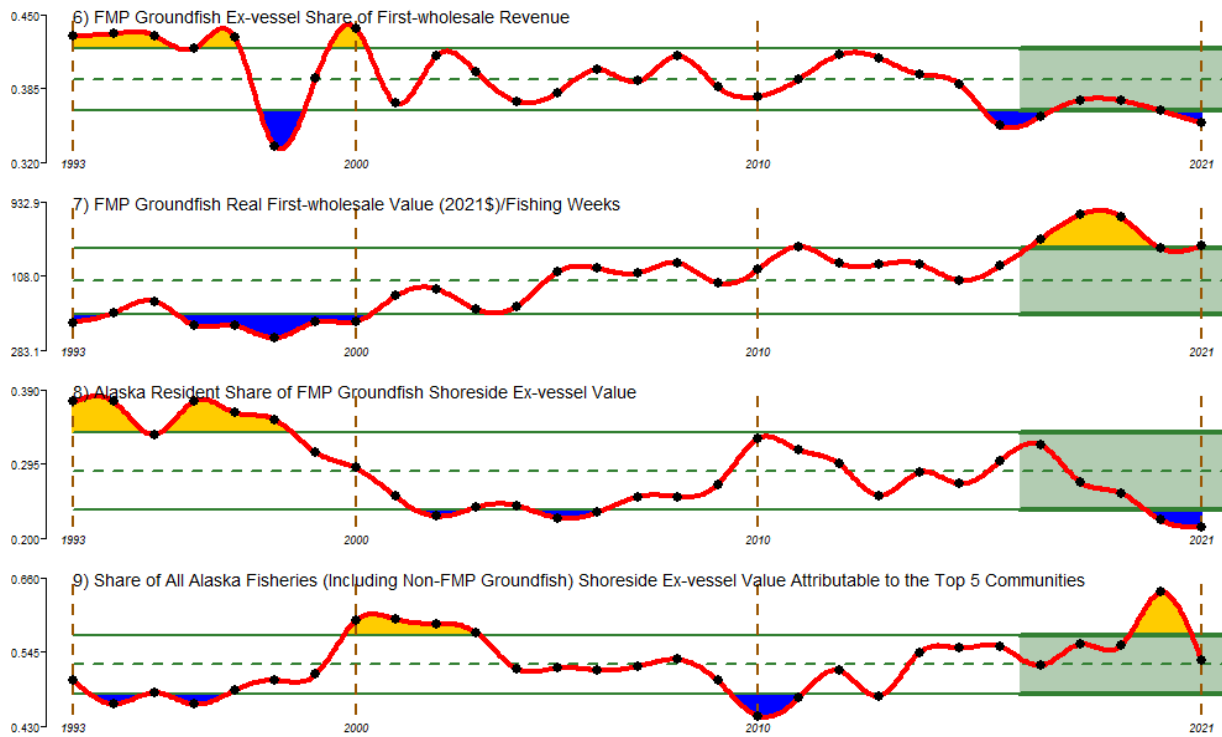 6) FMP Groundfish Ex-vessel Share of First-wholesale Revenue
0.450
0.385
0.320
1993 2000 2010 2021
7) FMP Groundfish Real First-wholesale Value (2021$)/Fishing Weeks
932.9
108.0
283.1
1993 2000 2010 2021
8) Alaska Resident Share of FMP Groundfish Shoreside Ex-vessel Value
0.390
0.295
0.200
1993 2000 2010 2021
9) Share of All Alaska Fisheries (Including Non-FMP Groundfish) Shoreside Ex-vessel Value Attributable to the Top 5 Communities
0.660
0.545
0.430
1993 2000 2010 2021